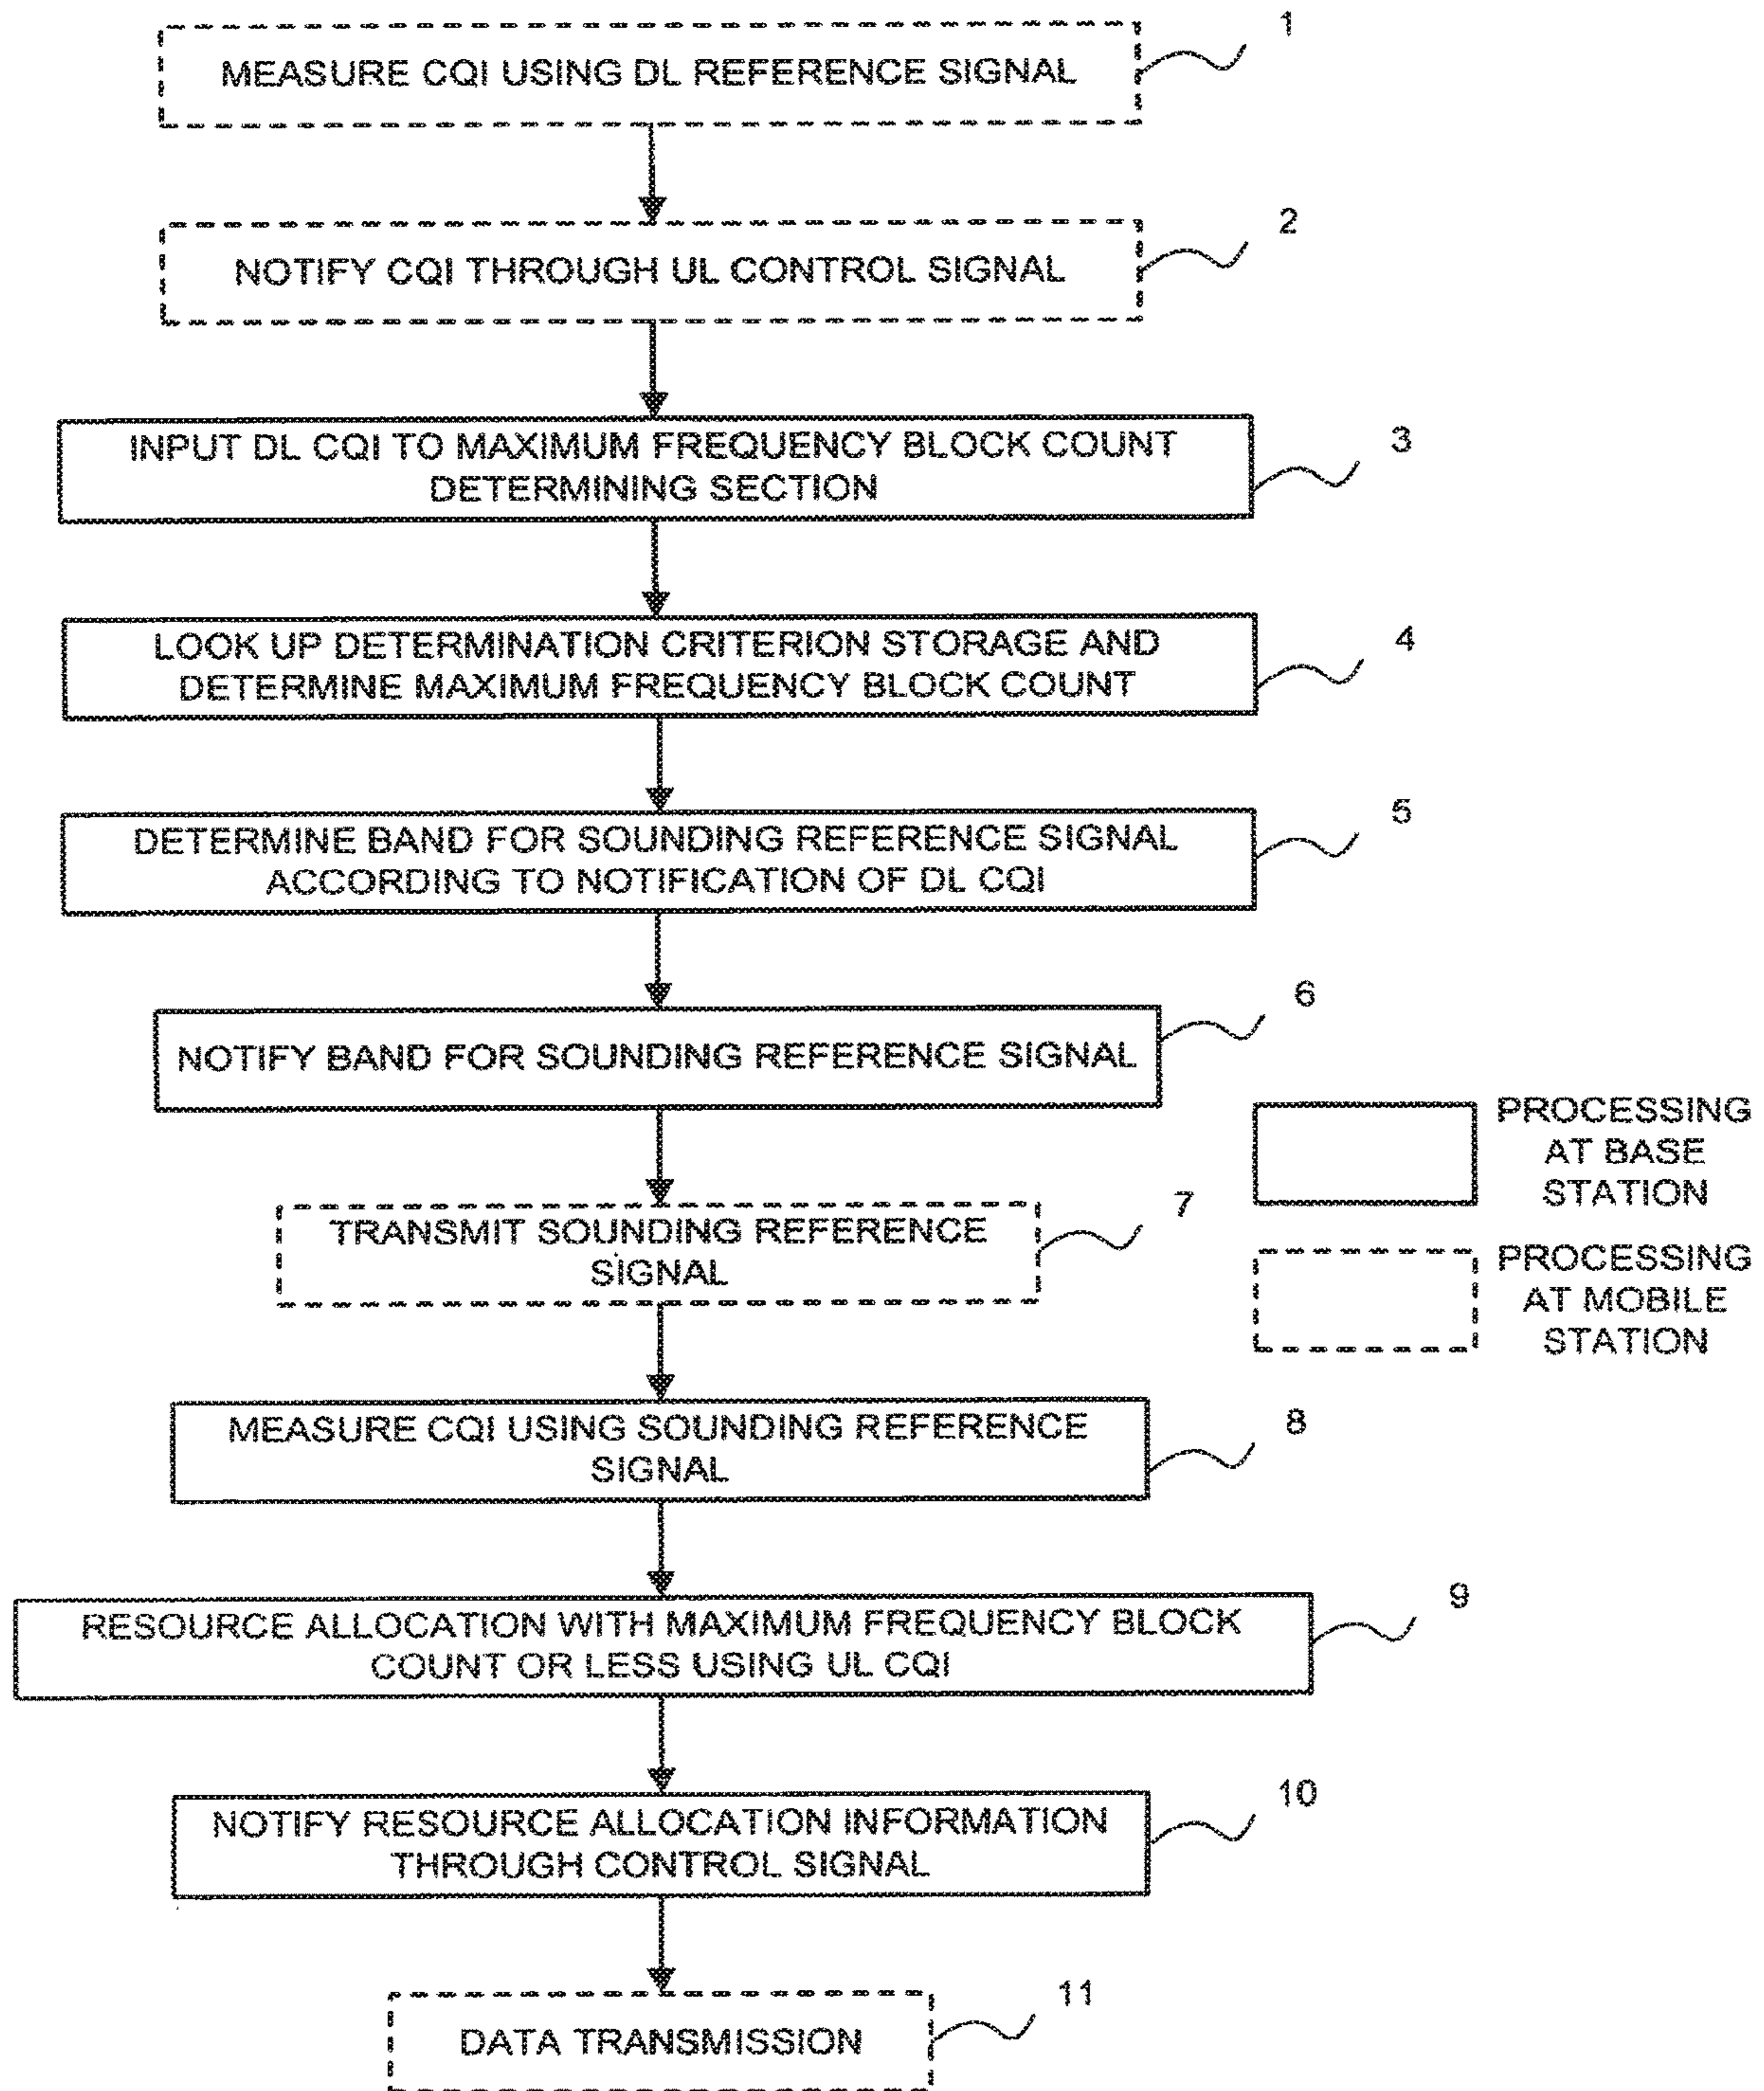 1
MEASURE CQI USING DL REFERENCE SIGNAL
2
NOTIFY CQI THROUGH UL CONTROL SIGNAL
3
INPUT DL CQI TO MAXIMUM FREQUENCY BLOCK COUNT
DETERMINING SECTION
4
LOOK UP DETERMINATION CRITERION STORAGE AND
DETERMINE MAXIMUM FREQUENCY BLOCK COUNT
5
DETERMINE BAND FOR SOUNDING REFERENCE SIGNAL
ACCORDING TO NOTIFICATION OF DL CQI
6
NOTIFY BAND FOR SOUNDING REFERENCE SIGNAL
PROCESSING
AT BASE
STATION
7
TRANSMIT SOUNDING REFERENCE
SIGNAL
PROCESSING
AT MOBILE
STATION
8
MEASURE CQI USING SOUNDING REFERENCE
SIGNAL
9
RESOURCE ALLOCATION WITH MAXIMUM FREQUENCY BLOCK
COUNT OR LESS USING UL CQI
10
NOTIFY RESOURCE ALLOCATION INFORMATION
THROUGH CONTROL SIGNAL
11
DATA TRANSMISSION